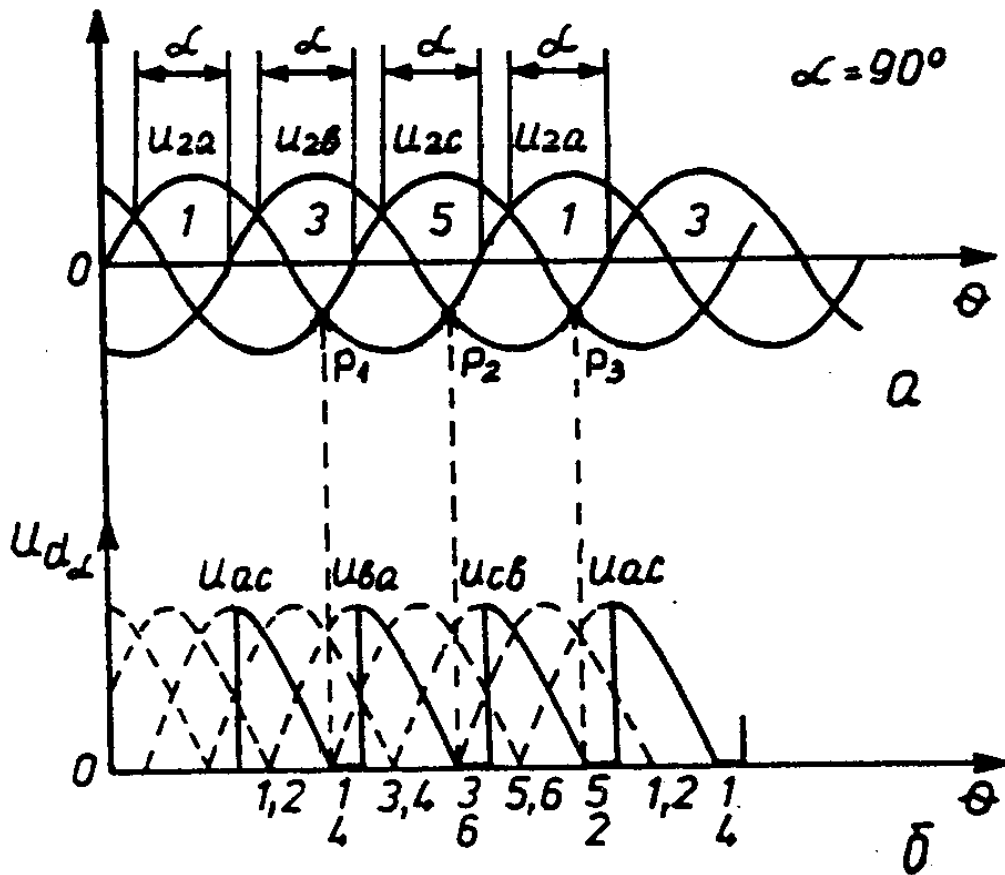 α α α α α=90°
u2a u2в u2c u2a
1 3 5 1 3
0 θ
P1 P2 P3
а
udα
uac uва ucв uac
0 θ
1,2 1 3,4 3 5,6 5 1,2 1
4 6 2 4
б